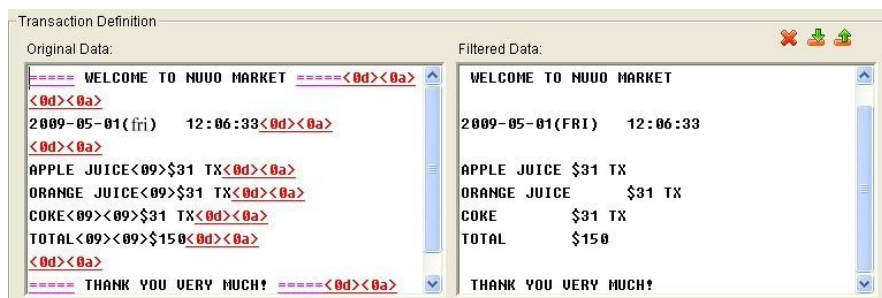 Transaction Definition
Original Data:
===== WELCOME TO NUUO MARKET =====<0d><0a>
<0d><0a>
2009-05-01(fri) 12:06:33<0d><0a>
<0d><0a>
APPLE JUICE<09>$31 TX<0d><0a>
ORANGE JUICE<09>$31 TX<0d><0a>
COKE<09><09>$31 TX<0d><0a>
TOTAL<09><09>$150<0d><0a>
<0d><0a>
===== THANK YOU VERY MUCH! =====<0d><0a>
Filtered Data:
WELCOME TO NUUO MARKET
2009-05-01(FRI) 12:06:33
APPLE JUICE $31 TX
ORANGE JUICE $31 TX
COKE $31 TX
TOTAL $150
THANK YOU VERY MUCH!